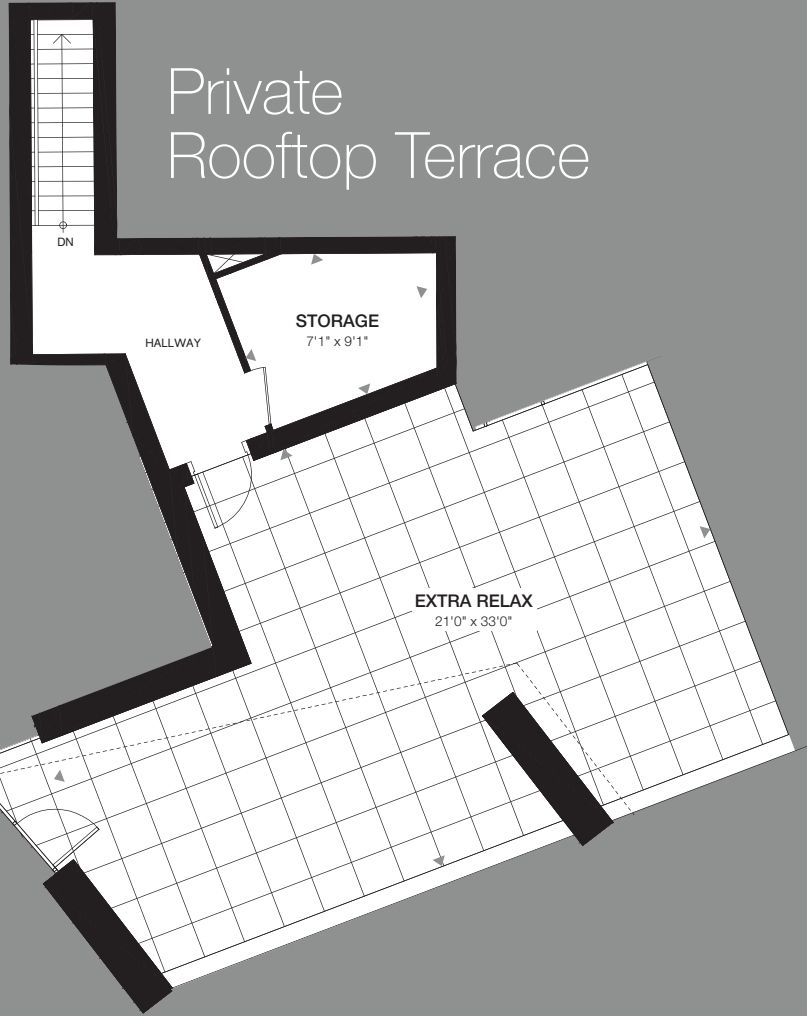 Private
Rooftop Terrace
DN
STORAGE
7'1" x 9'1"
HALLWAY
EXTRA RELAX
21'0" x 33'0"